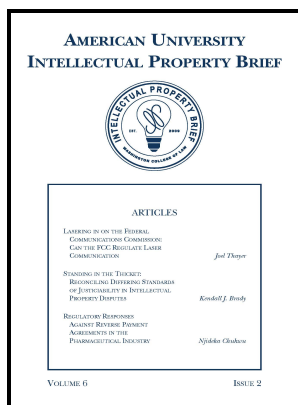 AMERICAN UNIVERSITY
INTELLECTUAL PROPERTY BRIEF
INTELLECTUAL PROPERTY BRIEF
EST. 2009
WASHINGTON COLLEGE OF LAW
ARTICLES
LASERING IN ON THE FEDERAL
COMMUNICATIONS COMMISSION:
CAN THE FCC REGULATE LASER
COMMUNICATION Joel Thayer
STANDING IN THE THICKET:
RECONCILING DIFFERING STANDARDS
OF JUSTICIABILITY IN INTELLECTUAL
PROPERTY DISPUTES Kendall J. Brady
REGULATORY RESPONSES
AGAINST REVERSE PAYMENT
AGREEMENTS IN THE
PHARMACEUTICAL INDUSTRY Njideko Chukwu
VOLUME 6 ISSUE 2